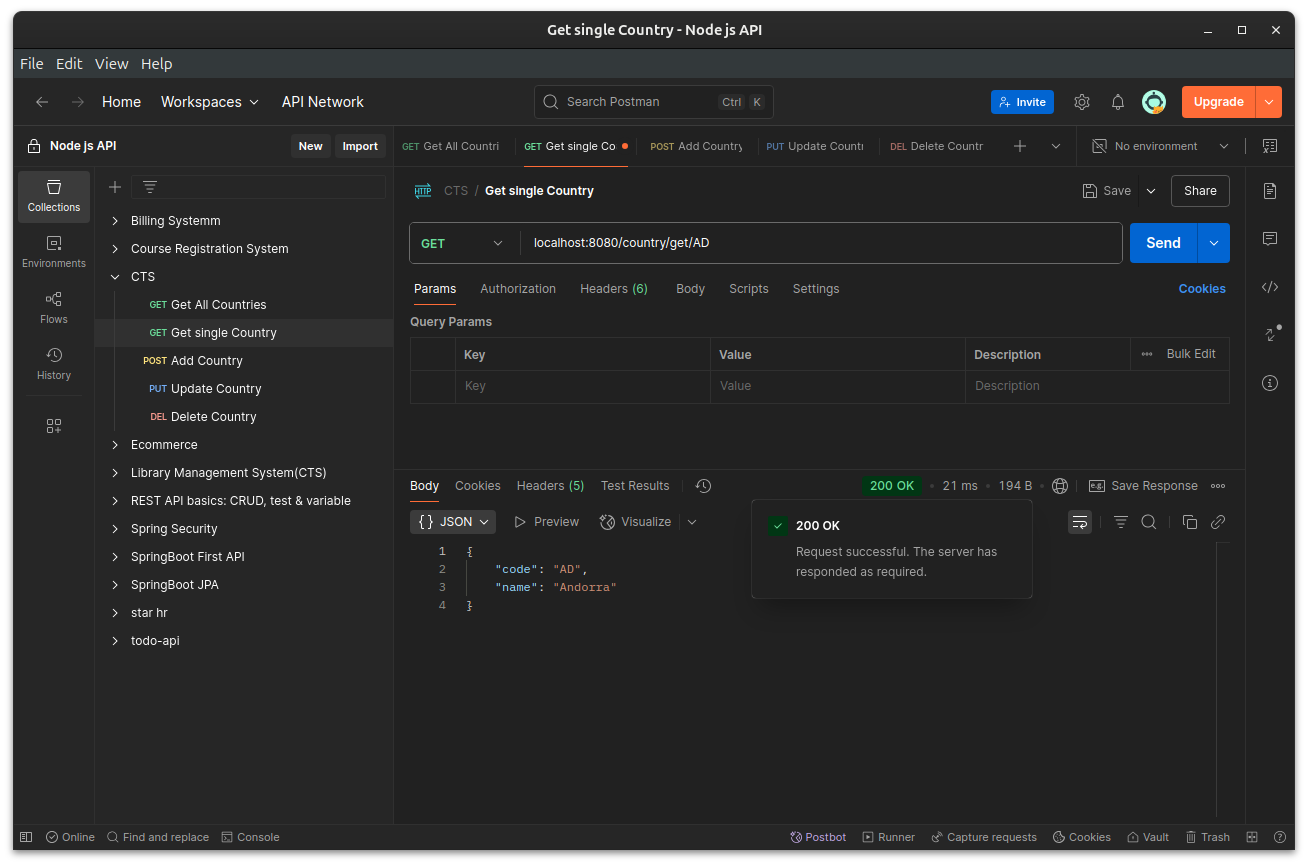 Get single Country - Node js API
File Edit View Help
Home Workspaces API Network Search Postman Ctrl K Invite Upgrade
Node js API New Import
GET Get All Countri GET Get single Co POST Add Country PUT Update Countr DEL Delete Countr No environment
Collections
Environments
Flows
History
Billing Systemm
Course Registration System
CTS
GET Get All Countries
GET Get single Country
POST Add Country
PUT Update Country
DEL Delete Country
Ecommerce
Library Management System(CTS)
REST API basics: CRUD, test & variable
Spring Security
SpringBoot First API
SpringBoot JPA
star hr
todo-api
HTTP CTS / Get single Country Save Share
GET localhost:8080/country/get/AD Send
Params Authorization Headers (6) Body Scripts Settings Cookies
Query Params
Key Value Description Bulk Edit
Key Value Description
Body Cookies Headers (5) Test Results 200 OK 21 ms 194 B e.g. Save Response
{} JSON Preview Visualize
200 OK
Request successful. The server has
responded as required.
1 {
2 "code": "AD",
3 "name": "Andorra"
4 }
Online Find and replace Console Postbot Runner Capture requests Cookies Vault Trash